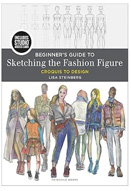 INCLUDES
STUDIO
BEGINNER'S GUIDE TO
Sketching the Fashion Figure
CROQUIS TO DESIGN
LISA STEINBERG